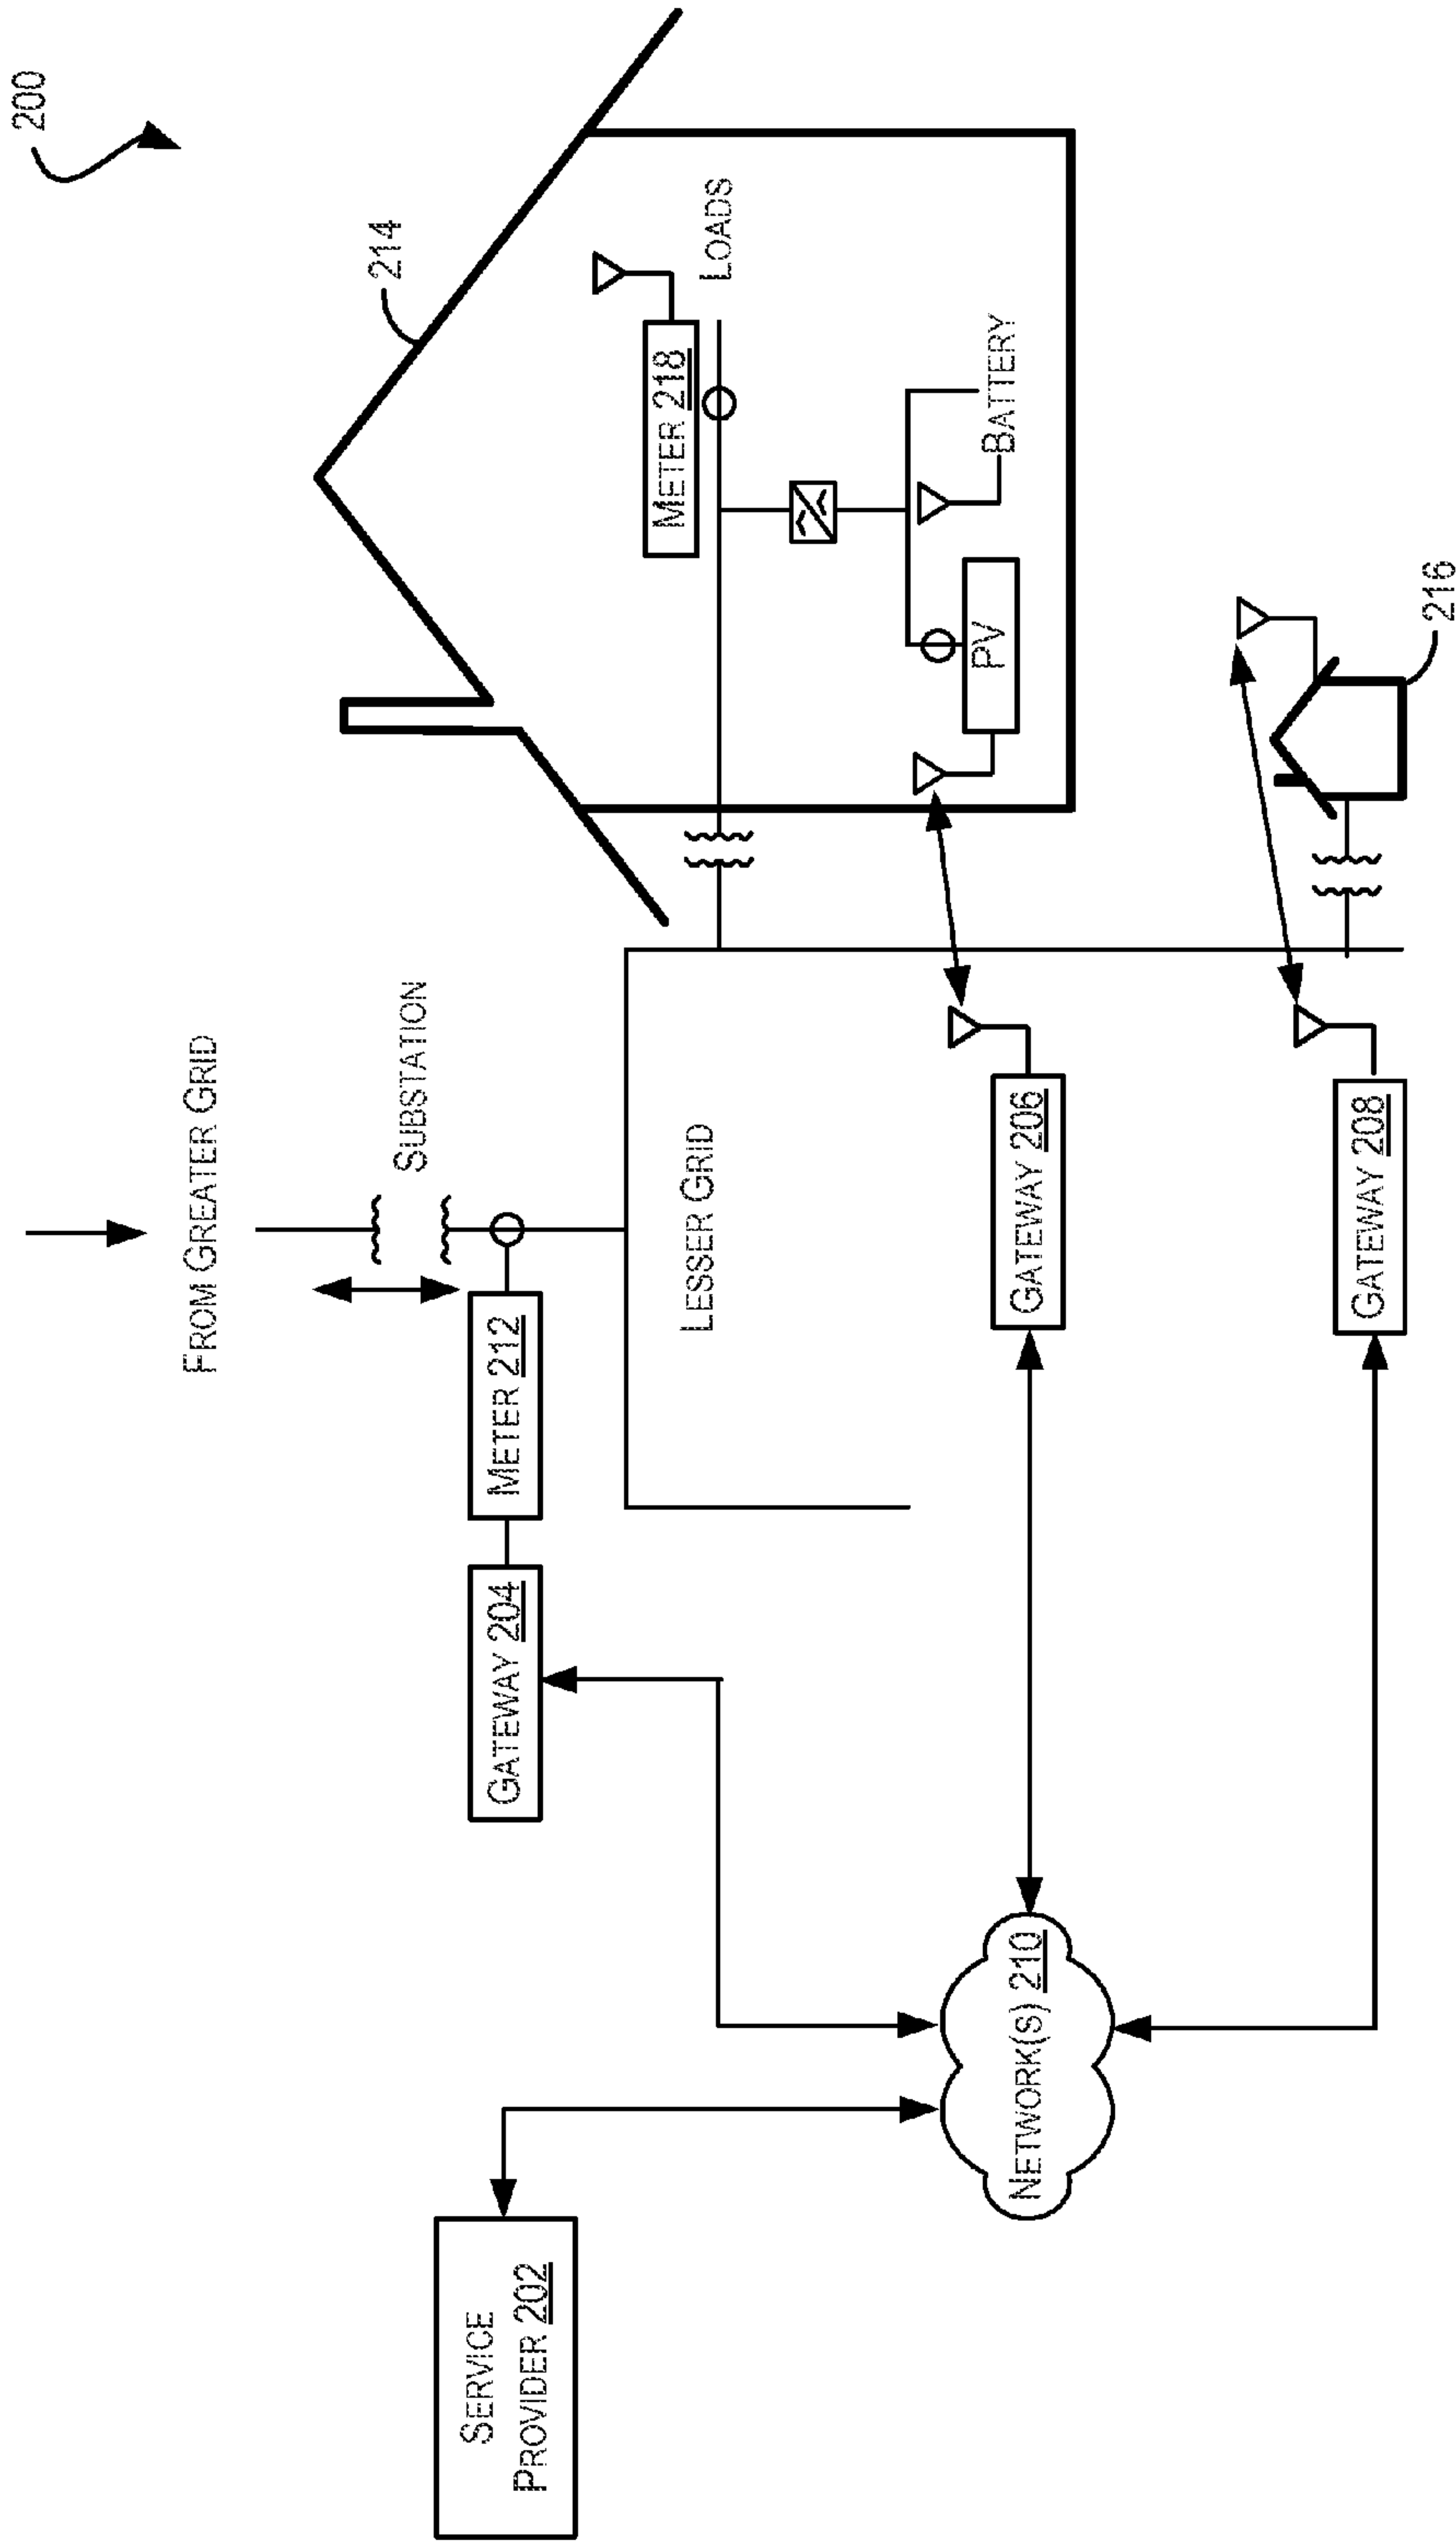 200
FROM GREATER GRID
SUBSTATION
214
METER 212
GATEWAY 204
SERVICE
PROVIDER 202
METER 218
LOADS
LESSER GRID
BATTERY
PV
GATEWAY 206
NETWORK(S) 210
GATEWAY 208
216